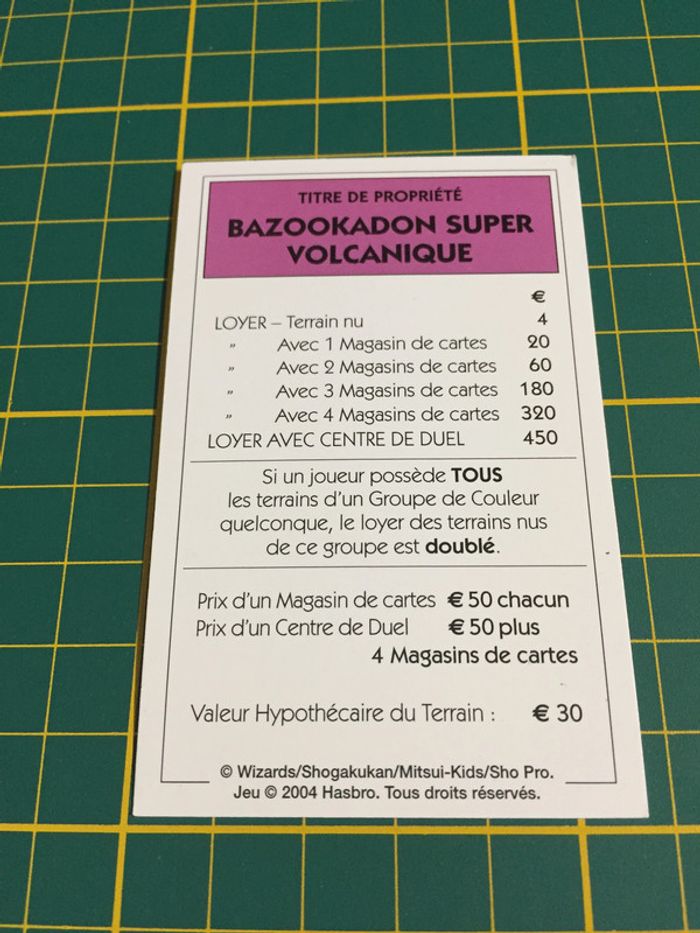 TITRE DE PROPRIÉTÉ
BAZOOKADON SUPER
VOLCANIQUE
€
LOYER – Terrain nu 4
" Avec 1 Magasin de cartes 20
" Avec 2 Magasins de cartes 60
" Avec 3 Magasins de cartes 180
" Avec 4 Magasins de cartes 320
LOYER AVEC CENTRE DE DUEL 450
Si un joueur possède TOUS
les terrains d'un Groupe de Couleur
quelconque, le loyer des terrains nus
de ce groupe est doublé.
Prix d'un Magasin de cartes € 50 chacun
Prix d'un Centre de Duel € 50 plus
4 Magasins de cartes
Valeur Hypothécaire du Terrain : € 30
© Wizards/Shogakukan/Mitsui-Kids/Sho Pro.
Jeu © 2004 Hasbro. Tous droits réservés.